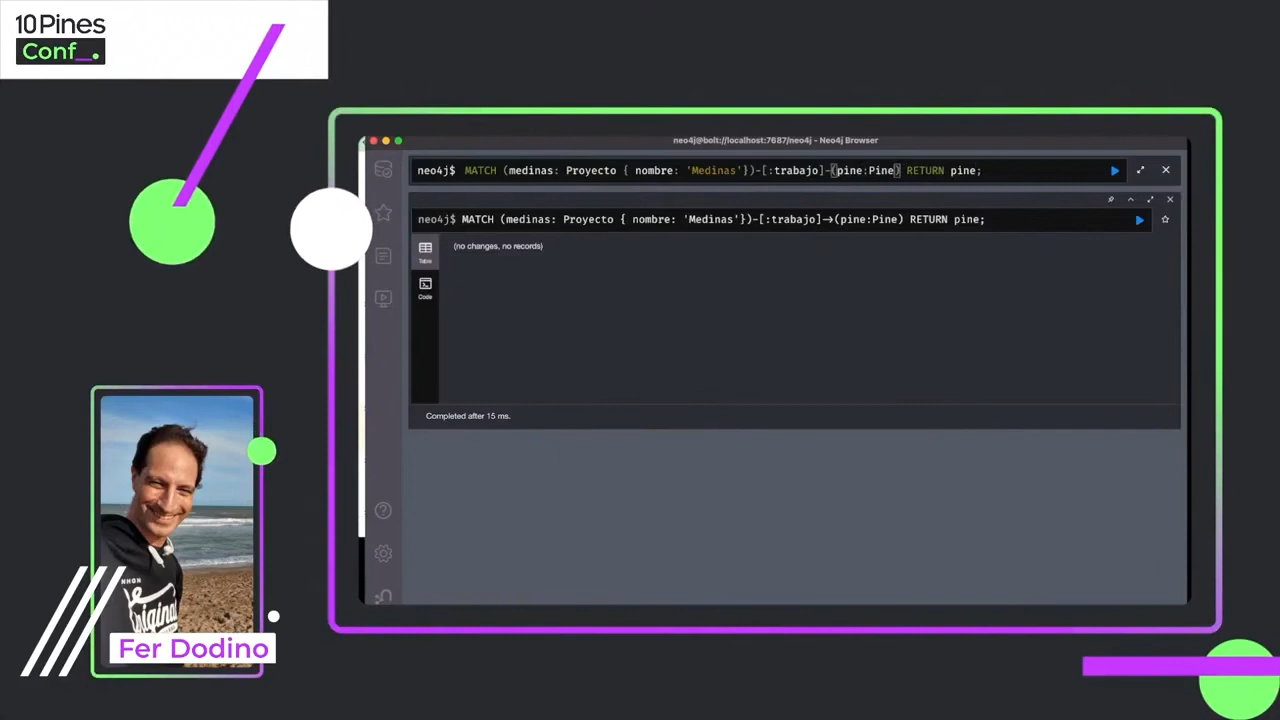 10Pines
Conf_.
neo4j@bolt://localhost:7687/neo4j - Neo4j Browser
neo4j$ MATCH (medinas: Proyecto { nombre: 'Medinas'})-[:trabajo]-(pine:Pine) RETURN pine;
neo4j$ MATCH (medinas: Proyecto { nombre: 'Medinas'})-[:trabajo]->(pine:Pine) RETURN pine;
(no changes, no records)
Table
Code
Completed after 15 ms.
NHGN
Original
Fer Dodino